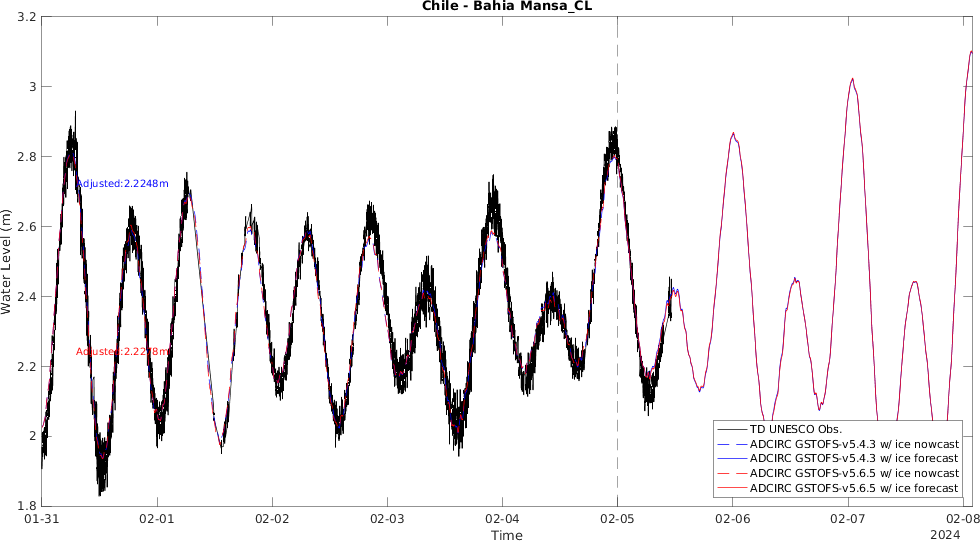 Chile - Bahia Mansa_CL
3.2
3
2.8
2.6
2.4
2.2
2
1.8
Water Level (m)
Adjusted:2.2248m
Adjusted:2.2278m
TD UNESCO Obs.
ADCIRC GSTOFS-v5.4.3 w/ ice nowcast
ADCIRC GSTOFS-v5.4.3 w/ ice forecast
ADCIRC GSTOFS-v5.6.5 w/ ice nowcast
ADCIRC GSTOFS-v5.6.5 w/ ice forecast
01-31 02-01 02-02 02-03 02-04 02-05 02-06 02-07 02-08
Time
2024